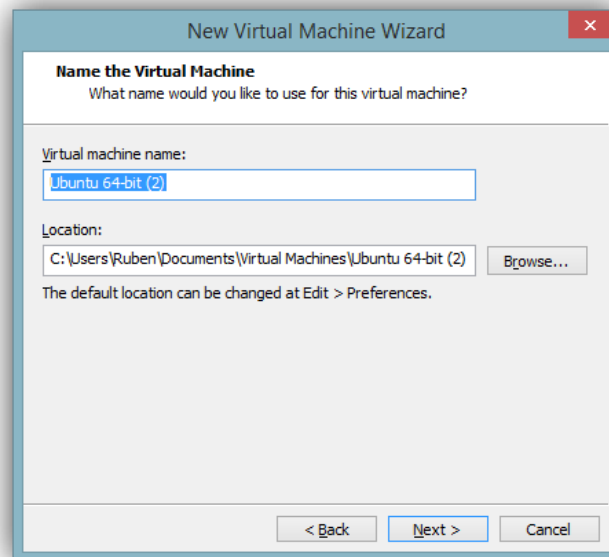 New Virtual Machine Wizard
Name the Virtual Machine
What name would you like to use for this virtual machine?
Virtual machine name:
Ubuntu 64-bit (2)
Location:
C:\Users\Ruben\Documents\Virtual Machines\Ubuntu 64-bit (2)
Browse...
The default location can be changed at Edit > Preferences.
< Back
Next >
Cancel